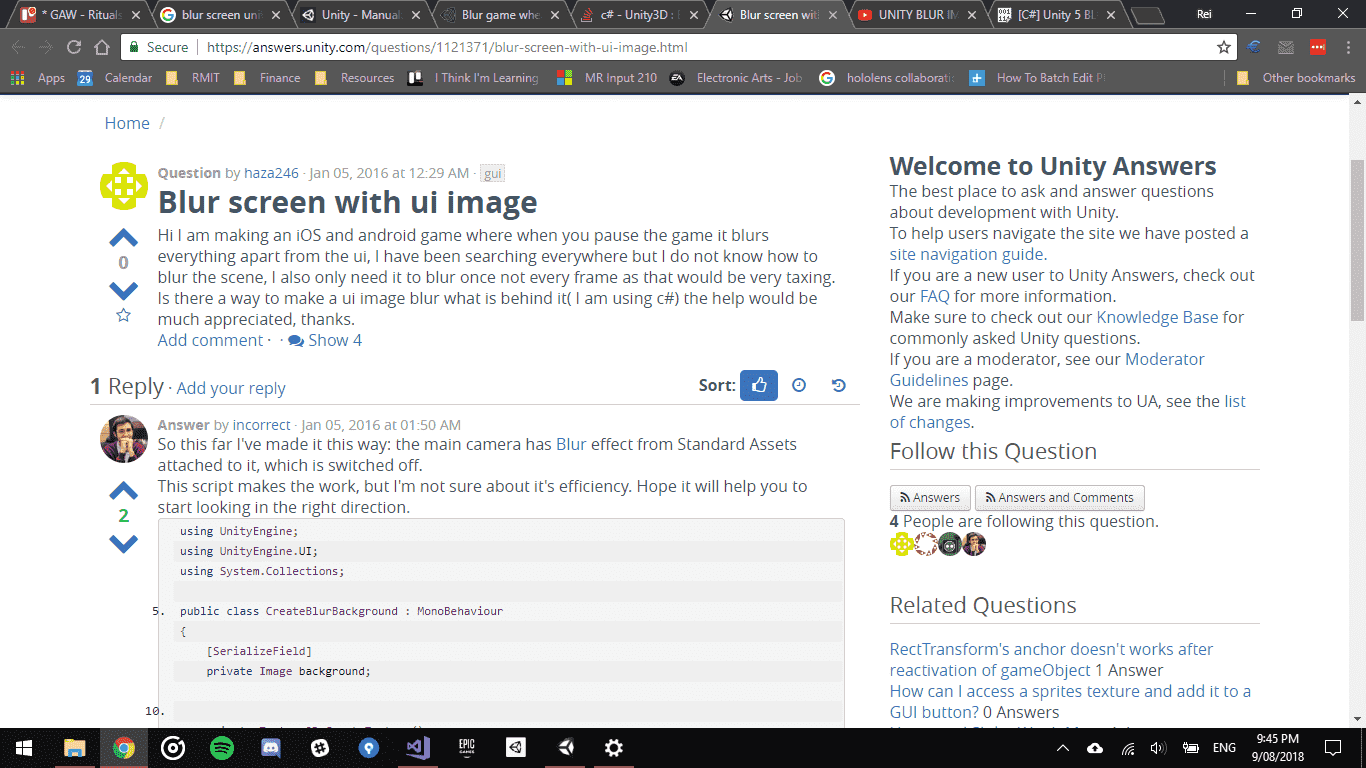 * GAW - Rituals
blur screen uni
Unity - Manual:
Blur game whe
c# - Unity3D :
Blur screen with
UNITY BLUR IM
[C#] Unity 5 BL
Rei
Secure
https://answers.unity.com/questions/1121371/blur-screen-with-ui-image.html
Apps
Calendar
RMIT
Finance
Resources
I Think I'm Learning
MR Input 210
Electronic Arts - Job
hololens collaborati
How To Batch Edit P
Other bookmarks
Home /
Question by haza246 · Jan 05, 2016 at 12:29 AM · gui
Blur screen with ui image
Hi I am making an iOS and android game where when you pause the game it blurs
everything apart from the ui, I have been searching everywhere but I do not know how to
blur the scene, I also only need it to blur once not every frame as that would be very taxing.
Is there a way to make a ui image blur what is behind it( I am using c#) the help would be
much appreciated, thanks.
0
Add comment · · Show 4
1 Reply · Add your reply
Sort:
Answer by incorrect · Jan 05, 2016 at 01:50 AM
So this far I've made it this way: the main camera has Blur effect from Standard Assets
attached to it, which is switched off.
This script makes the work, but I'm not sure about it's efficiency. Hope it will help you to
start looking in the right direction.
2
using UnityEngine;
using UnityEngine.UI;
using System.Collections;
5. public class CreateBlurBackground : MonoBehaviour
{
[SerializeField]
private Image background;
10.
Welcome to Unity Answers
The best place to ask and answer questions
about development with Unity.
To help users navigate the site we have posted a
site navigation guide.
If you are a new user to Unity Answers, check out
our FAQ for more information.
Make sure to check out our Knowledge Base for
commonly asked Unity questions.
If you are a moderator, see our Moderator
Guidelines page.
We are making improvements to UA, see the list
of changes.
Follow this Question
Answers
Answers and Comments
4 People are following this question.
Related Questions
RectTransform's anchor doesn't works after
reactivation of gameObject 1 Answer
How can I access a sprites texture and add it to a
GUI button? 0 Answers
EPIC
GAMES
ENG
9:45 PM
9/08/2018